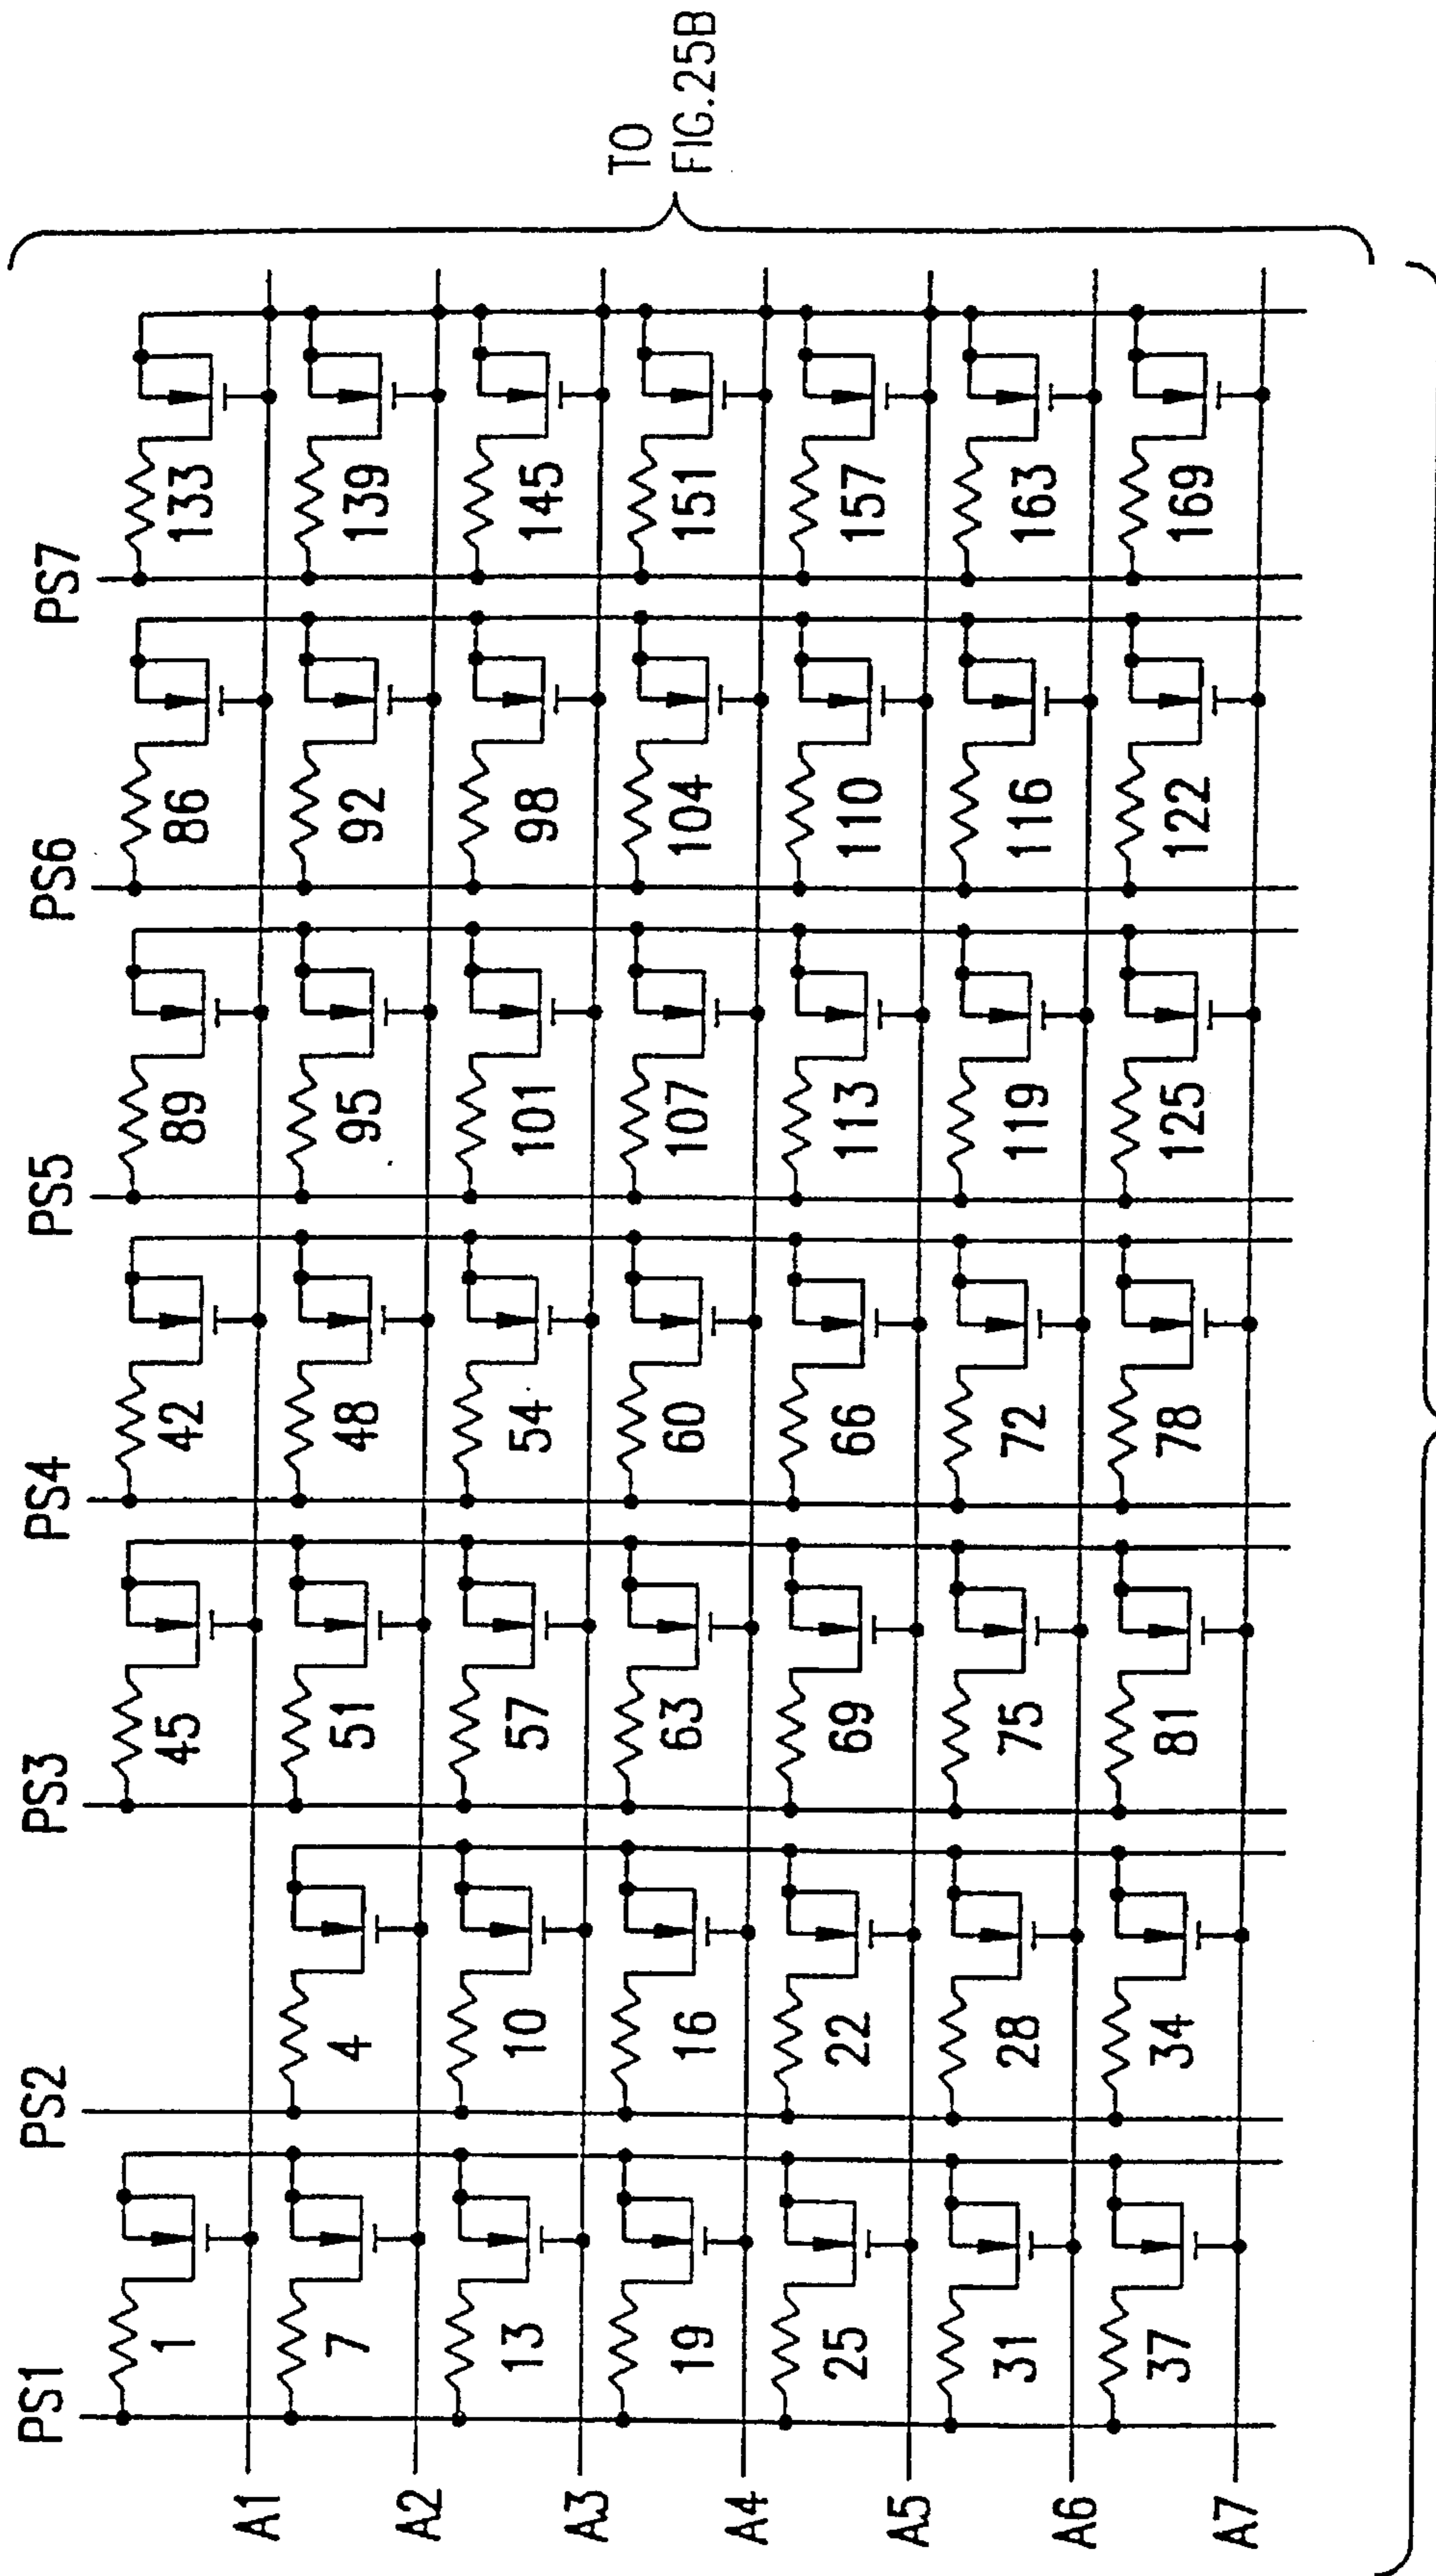 PS1 PS2 PS3 PS4 PS5 PS6 PS7
1 45 42 89 86 133
A1
7 4 51 48 95 92 139
A2
13 10 57 54 101 98 145
A3
19 16 63 60 107 104 151
A4
25 22 69 66 113 110 157
A5
31 28 75 72 119 116 163
A6
37 34 81 78 125 122 169
A7
TO
FIG.25B